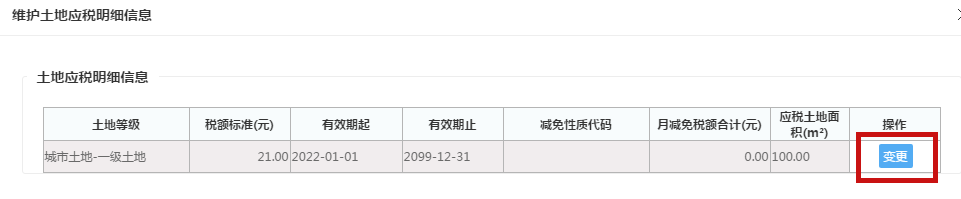 维护土地应税明细信息
土地应税明细信息
土地等级 税额标准(元) 有效期起 有效期止 减免性质代码 月减免税额合计(元) 应税土地面积(m²) 操作
城市土地-一级土地 21.00 2022-01-01 2099-12-31 0.00 100.00 变更